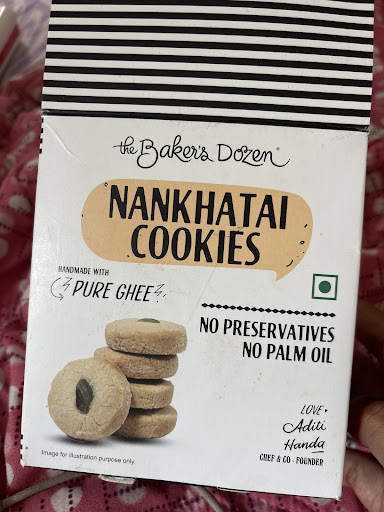 the Baker's Dozen®
NANKHATAI
COOKIES
HANDMADE WITH
PURE GHEE
NO PRESERVATIVES
NO PALM OIL
LOVE
Aditi
Handa
CHEF & CO - FOUNDER
Image for illustration purpose only.